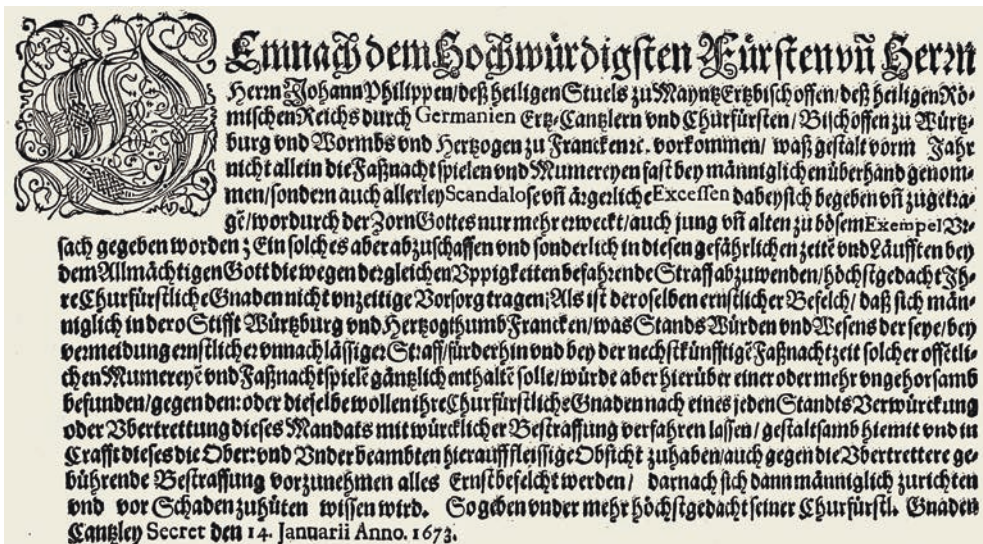 DEmnach dem Hochwürdigsten Fürsten vñ Herrn
Herrn Johann Philippen/deß heiligen Stuels zu Mayntz Ertzbischoffen/deß heiligen Rö-
mischen Reichs durch Germanien Ertz-Cantzlern vnd Churfürsten/ Bischoffen zu Würtz-
burg vnd Wormbs vnd Hertzogen zu Francken ꝛc. vorkommen/ waß gestalt vorm Jahr
nicht allein die Faßnachtspielen vnd Mumereyen fast bey männiglichen überhand genom-
men/sondern auch allerley Scandalose vñ ärgerliche Excessen dabey sich begeben vñ zugetra-
gẽ/wordurch der Zorn Gottes nur mehr erweckt/auch jung vñ alten zu bösem Exempel Vr-
sach gegeben worden; Ein solches aber abzuschaffen vnd sonderlich in diesen gefährlichen zeitẽ vnd Läufften bey
dem Allmächtigen Gott die wegen dergleichen Vppigkeiten befahrende Straff abzuwenden/höchstgedacht Ih-
re Churfürstliche Gnaden nicht vnzeitige Vorsorg tragen; Als ist deroselben ernstlicher Befelch/ daß sich män-
niglich in dero Stifft Würtzburg vnd Hertzogthumb Francken/was Stands Würden vnd Wesens der seye/bey
vermeidung ernstlicher vnnachlässiger Straff/fürderhin vnd bey der nechstkünfftigẽ Faßnachtzeit solcher offẽtli-
chen Mumereyẽ vnd Faßnachtspielẽ gäntzlich enthaltẽ solle/würde aber hierüber einer oder mehr vngehorsamb
befunden/gegen den: oder dieselbe wollen ihre Churfürstliche Gnaden nach eines jeden Standts Verwürckung
oder Vbertrettung dieses Mandats mit würcklicher Bestraffung verfahren lassen/ gestaltsamb hiemit vnd in
Crafft dieses die Ober: vnd Vnderbeambten hierauff fleissige Obsicht zuhaben/auch gegen die Vbertrettere ge-
bührende Bestraffung vorzunehmen alles Ernst befelcht werden/ darnach sich dann männiglich zurichten
vnd vor Schaden zuhüten wissen wird. So geben vnder mehr höchstgedacht seiner Churfürstl. Gnaden
Cantzley Secret den 14. Januarii Anno. 1673.